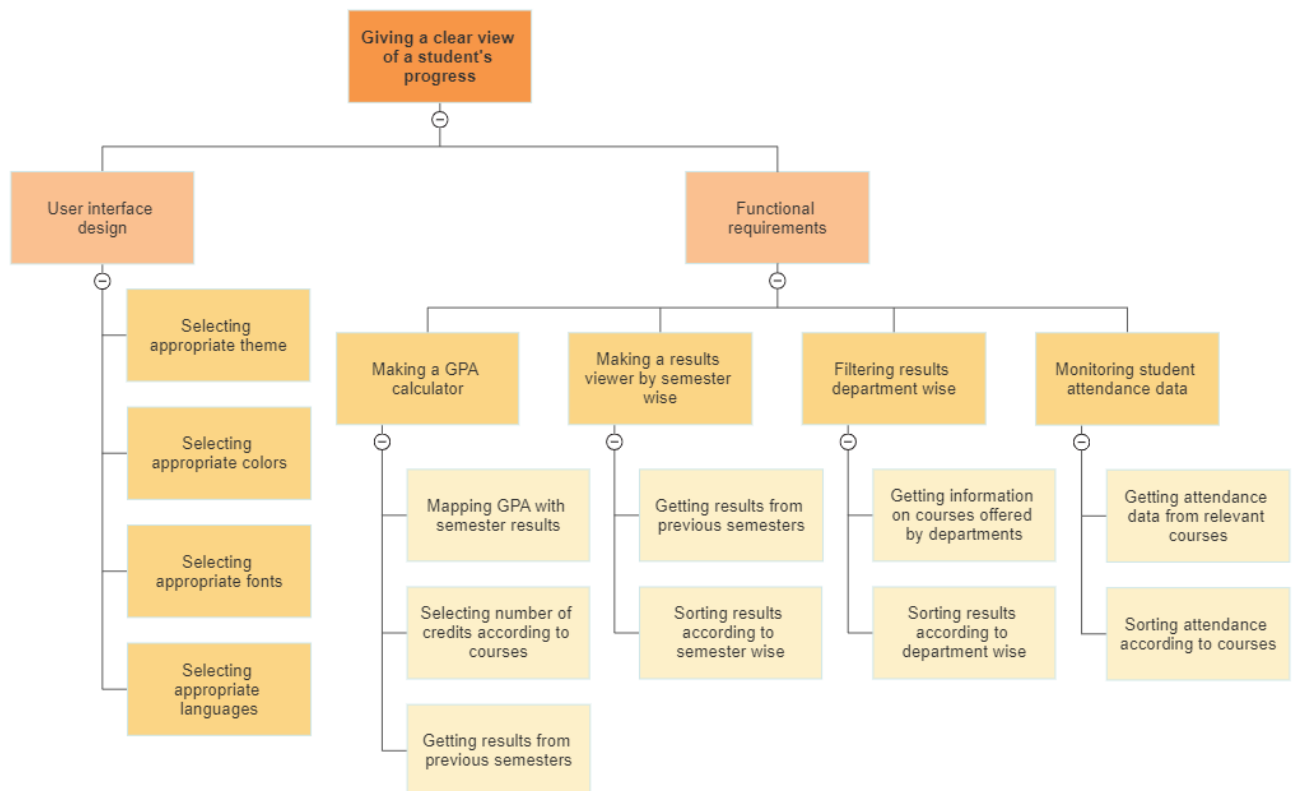 Giving a clear view
of a student's
progress
User interface
design
Functional
requirements
Selecting
appropriate theme
Selecting
appropriate colors
Selecting
appropriate fonts
Selecting
appropriate
languages
Making a GPA
calculator
Mapping GPA with
semester results
Selecting number of
credits according to
courses
Getting results from
previous semesters
Making a results
viewer by semester
wise
Getting results from
previous semesters
Sorting results
according to
semester wise
Filtering results
department wise
Getting information
on courses offered
by departments
Sorting results
according to
department wise
Monitoring student
attendance data
Getting attendance
data from relevant
courses
Sorting attendance
according to courses